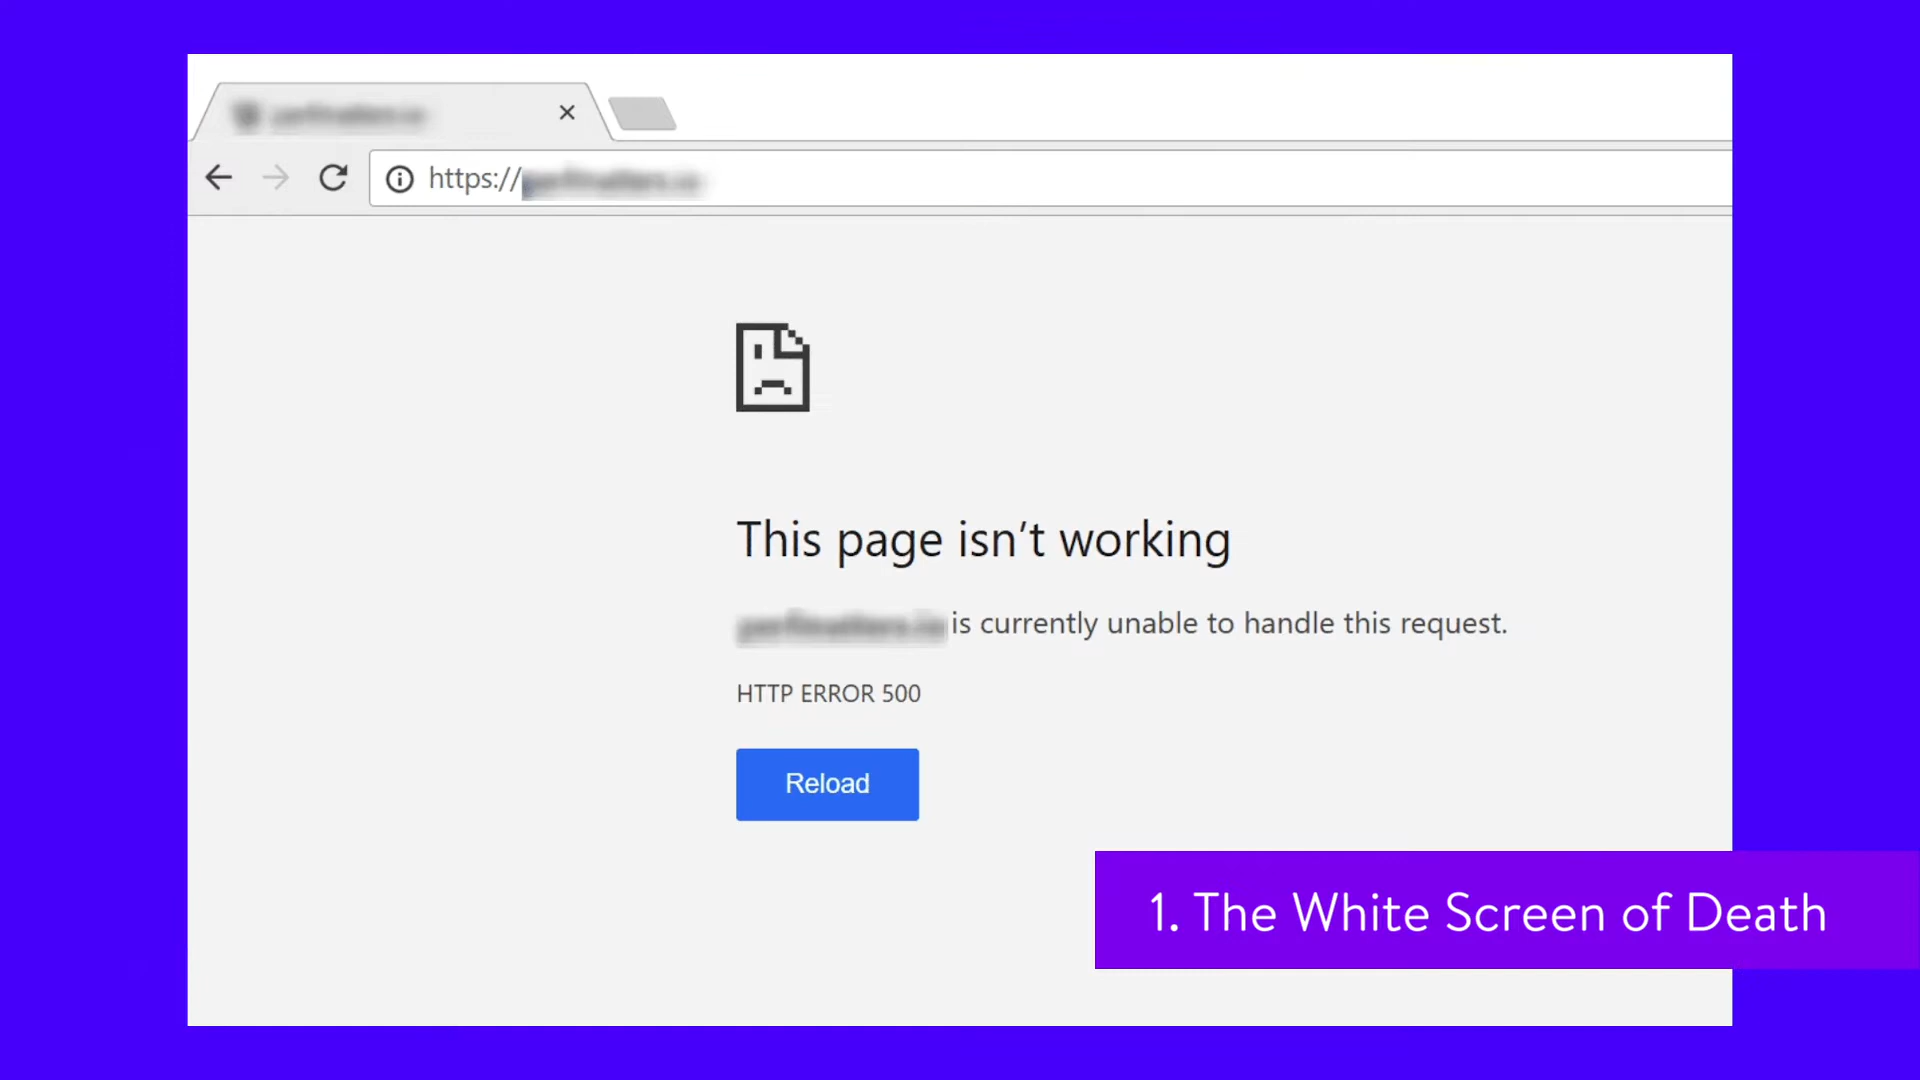 https://
This page isn’t working
is currently unable to handle this request.
HTTP ERROR 500
Reload
1. The White Screen of Death